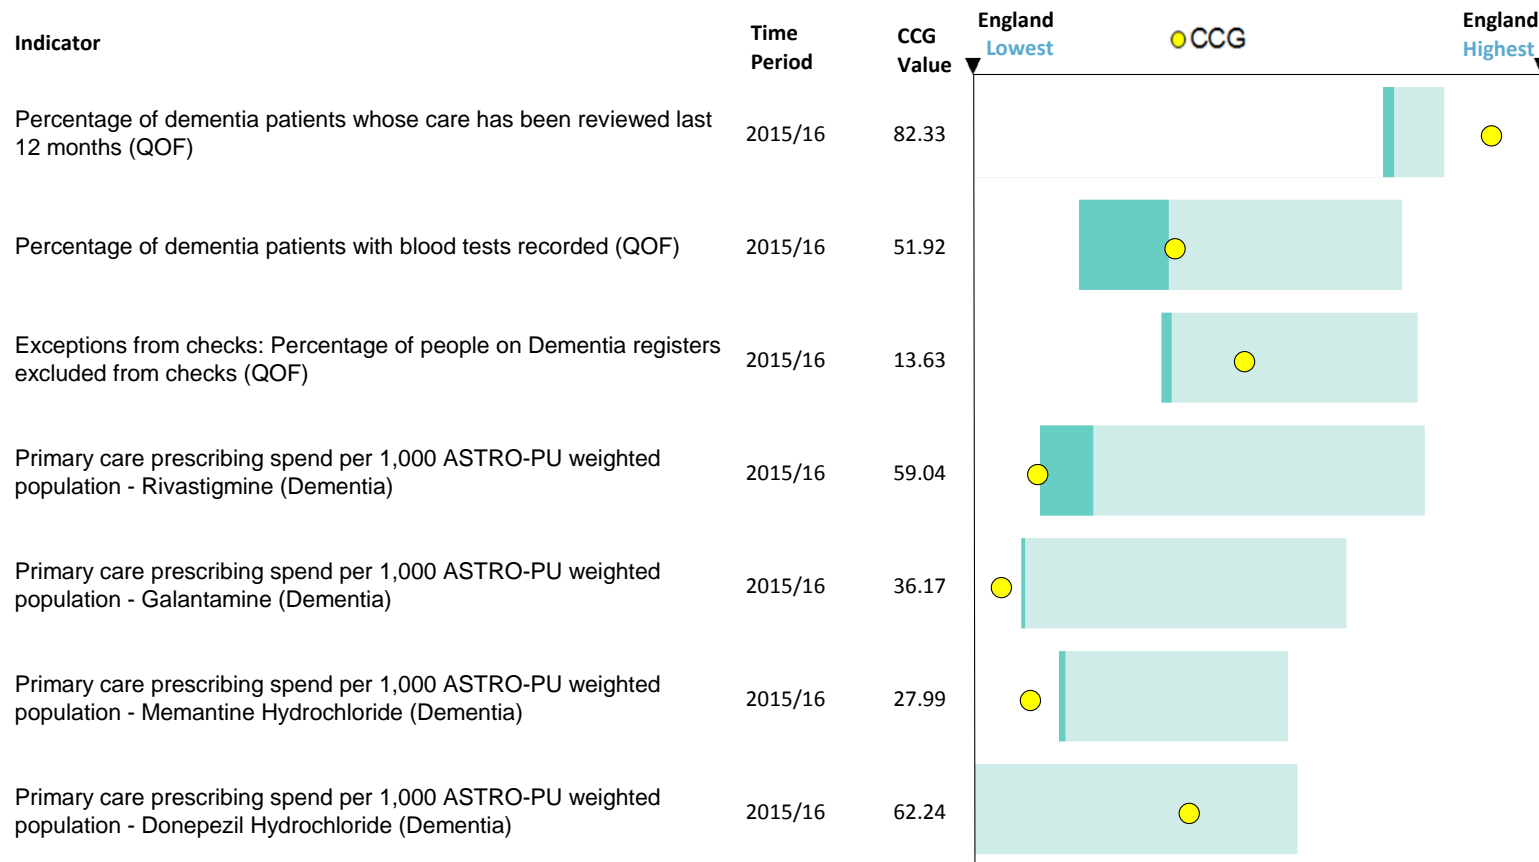 Indicator
Time
Period
CCG
Value
England
Lowest
CCG
England
Highest
Percentage of dementia patients whose care has been reviewed last
12 months (QOF)
2015/16
82.33
Percentage of dementia patients with blood tests recorded (QOF)
2015/16
51.92
Exceptions from checks: Percentage of people on Dementia registers
excluded from checks (QOF)
2015/16
13.63
Primary care prescribing spend per 1,000 ASTRO-PU weighted
population - Rivastigmine (Dementia)
2015/16
59.04
Primary care prescribing spend per 1,000 ASTRO-PU weighted
population - Galantamine (Dementia)
2015/16
36.17
Primary care prescribing spend per 1,000 ASTRO-PU weighted
population - Memantine Hydrochloride (Dementia)
2015/16
27.99
Primary care prescribing spend per 1,000 ASTRO-PU weighted
population - Donepezil Hydrochloride (Dementia)
2015/16
62.24